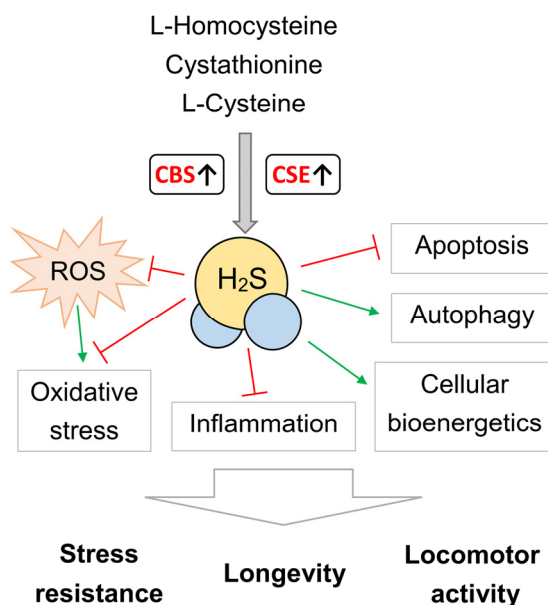 L-Homocysteine
Cystathionine
L-Cysteine
CBS↑
CSE↑
ROS
H₂S
Apoptosis
Autophagy
Cellular
bioenergetics
Oxidative
stress
Inflammation
Stress
resistance
Longevity
Locomotor
activity